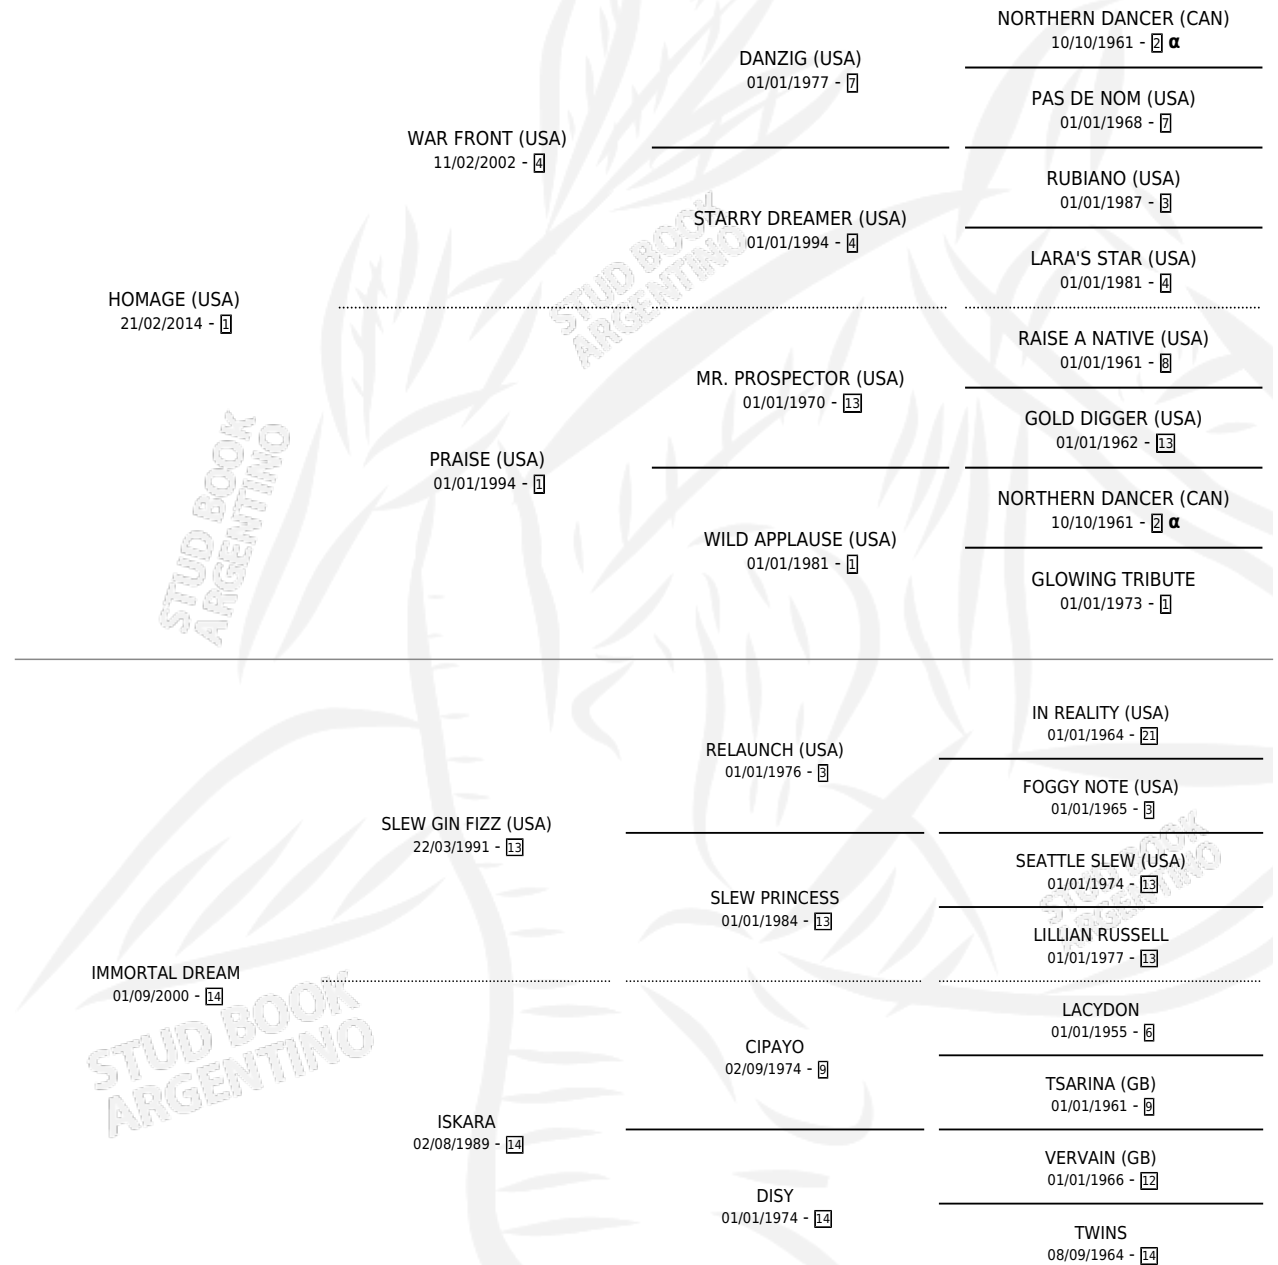 NORTHERN DANCER (CAN)
10/10/1961 - 2 α
DANZIG (USA)
01/01/1977 - 7
PAS DE NOM (USA)
01/01/1968 - 7
WAR FRONT (USA)
11/02/2002 - 4
RUBIANO (USA)
01/01/1987 - 3
STARRY DREAMER (USA)
01/01/1994 - 4
LARA'S STAR (USA)
01/01/1981 - 4
HOMAGE (USA)
21/02/2014 - 1
RAISE A NATIVE (USA)
01/01/1961 - 8
MR. PROSPECTOR (USA)
01/01/1970 - 13
GOLD DIGGER (USA)
01/01/1962 - 13
PRAISE (USA)
01/01/1994 - 1
NORTHERN DANCER (CAN)
10/10/1961 - 2 α
WILD APPLAUSE (USA)
01/01/1981 - 1
GLOWING TRIBUTE
01/01/1973 - 1
IN REALITY (USA)
01/01/1964 - 21
RELAUNCH (USA)
01/01/1976 - 3
FOGGY NOTE (USA)
01/01/1965 - 3
SLEW GIN FIZZ (USA)
22/03/1991 - 13
SEATTLE SLEW (USA)
01/01/1974 - 13
SLEW PRINCESS
01/01/1984 - 13
LILLIAN RUSSELL
01/01/1977 - 13
IMMORTAL DREAM
01/09/2000 - 14
LACYDON
01/01/1955 - 6
CIPAYO
02/09/1974 - 9
TSARINA (GB)
01/01/1961 - 9
ISKARA
02/08/1989 - 14
VERVAIN (GB)
01/01/1966 - 12
DISY
01/01/1974 - 14
TWINS
08/09/1964 - 14
STUD BOOK
ARGENTINO
STUD BOOK
ARGENTINO
STUD BOOK
ARGENTINO
STUD BOOK
ARGENTINO